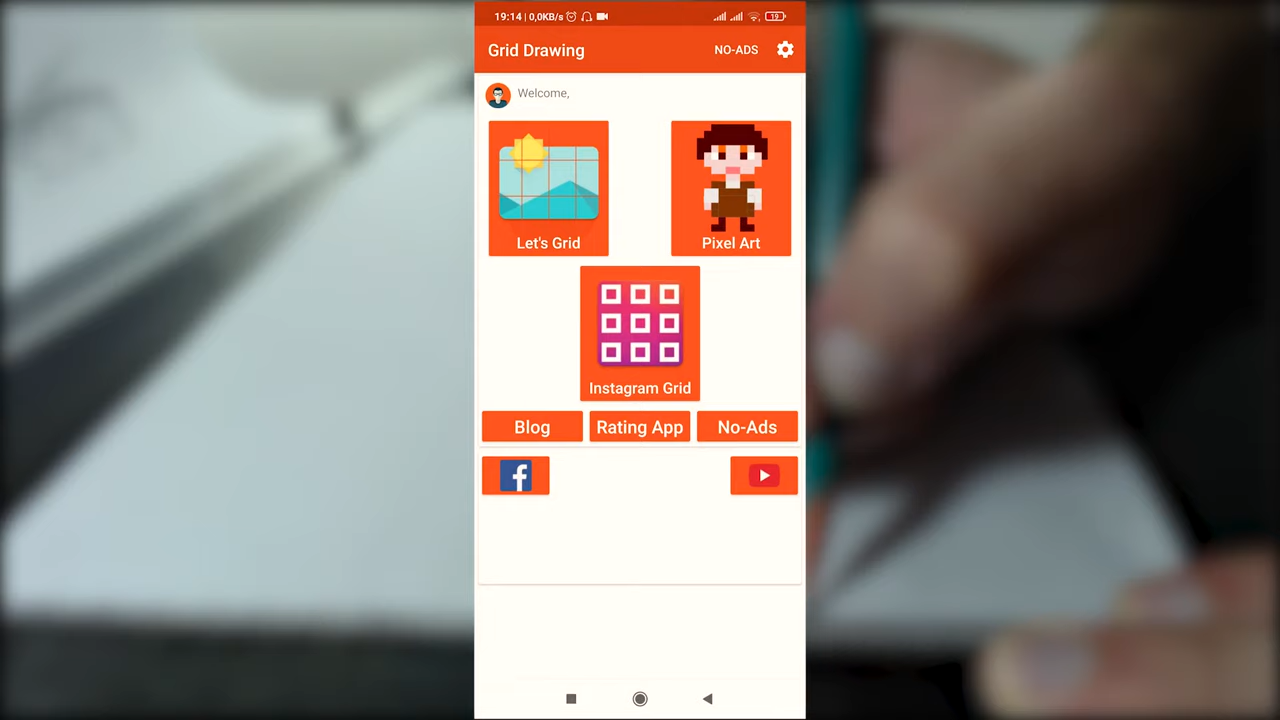 19:14 | 0,0KB/s
19
Grid Drawing
NO-ADS
Welcome,
Let's Grid
Pixel Art
Instagram Grid
Blog
Rating App
No-Ads